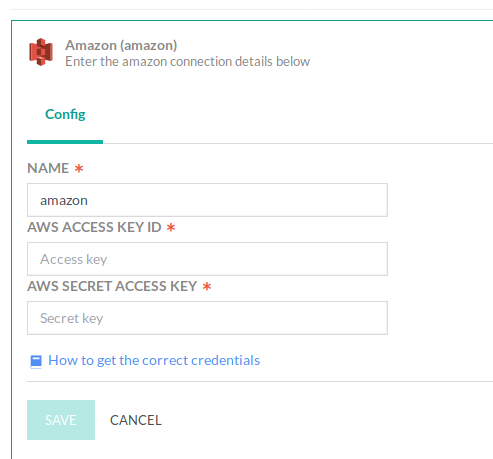 Amazon (amazon)
Enter the amazon connection details below
Config
NAME *
amazon
AWS ACCESS KEY ID *
Access key
AWS SECRET ACCESS KEY *
Secret key
How to get the correct credentials
SAVE CANCEL